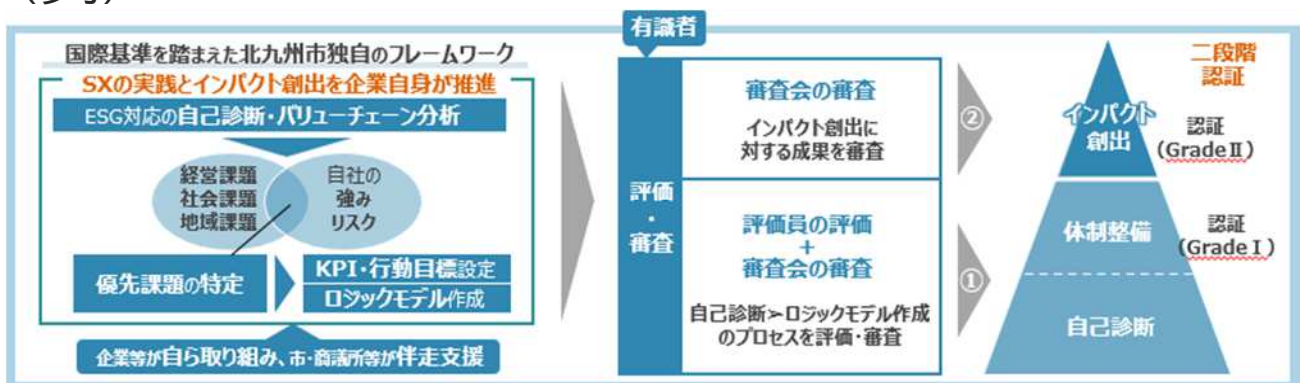 国際基準を踏まえた北九州市独自のフレームワーク
SXの実践とインパクト創出を企業自身が推進
ESG対応の自己診断・バリューチェーン分析
経営課題
社会課題
地域課題
自社の
強み
リスク
優先課題の特定
KPI・行動目標設定
ロジックモデル作成
企業等が自ら取り組み、市・商議所等が伴走支援
有識者
評価
・
審査
審査会の審査
インパクト創出に
対する成果を審査
評価員の評価
+
審査会の審査
自己診断➢ロジックモデル作成
のプロセスを評価・審査
②
①
二段階
認証
インパクト
創出
認証
(GradeⅡ)
体制整備
認証
(GradeⅠ)
自己診断